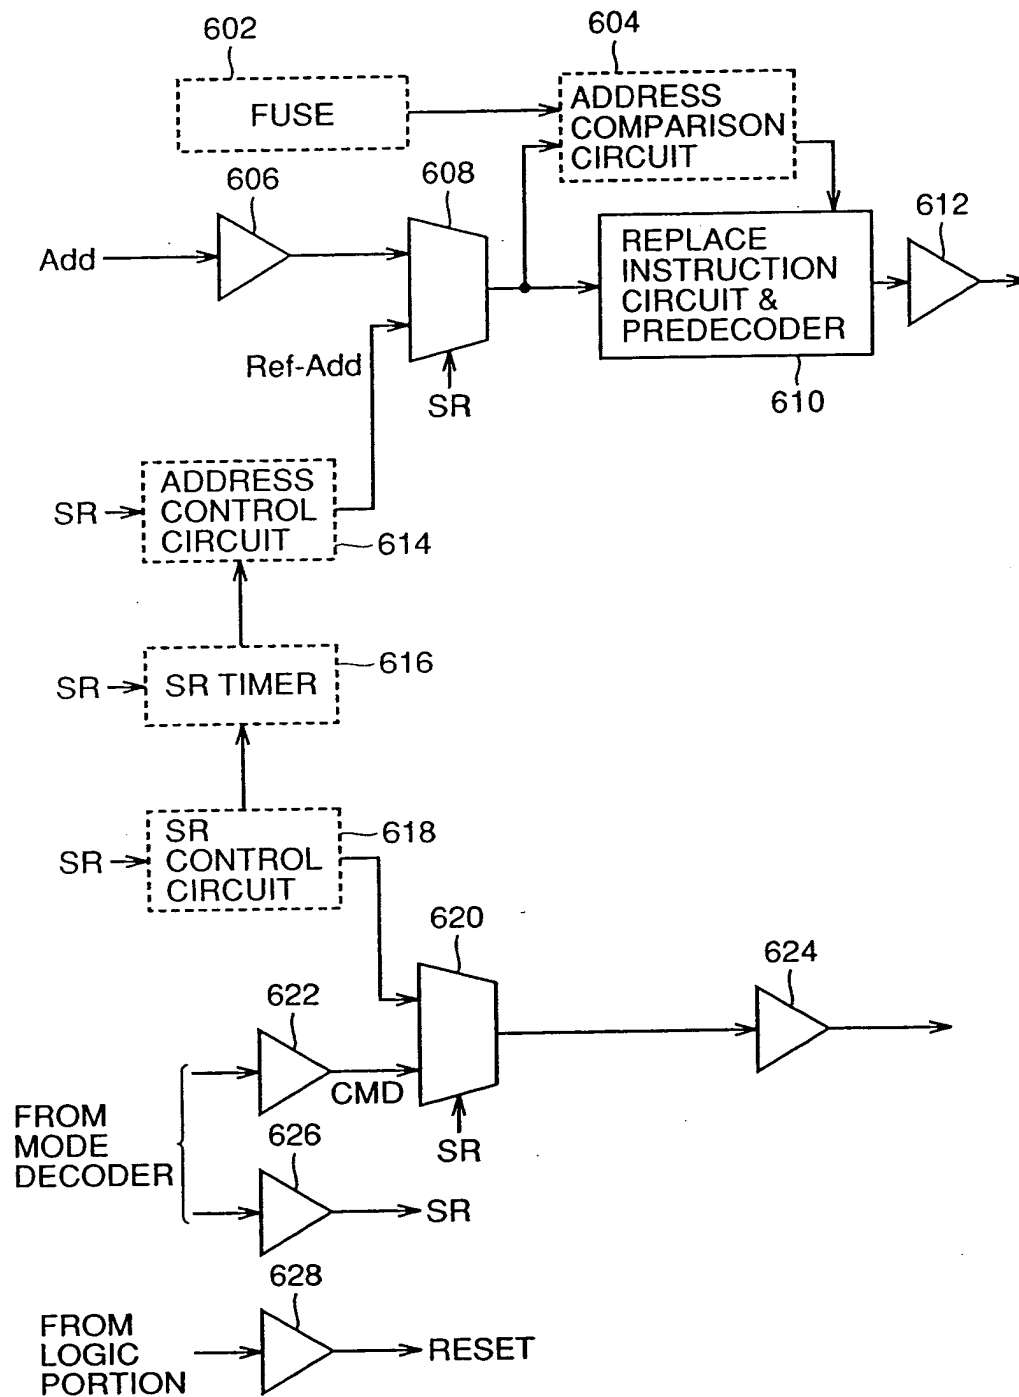 602
604
FUSE
ADDRESS
COMPARISON
CIRCUIT
606
608
612
Add
REPLACE
INSTRUCTION
CIRCUIT &
PREDECODER
Ref-Add
SR
610
ADDRESS
CONTROL
CIRCUIT
SR
614
616
SR
SR TIMER
618
SR
CONTROL
CIRCUIT
SR
620
624
622
CMD
FROM
MODE
DECODER
626
SR
SR
628
FROM
LOGIC
PORTION
RESET